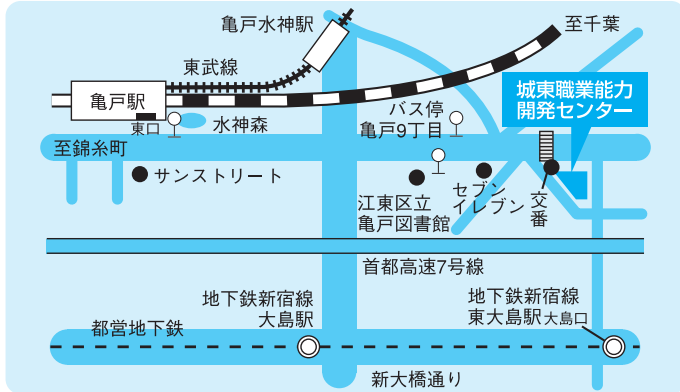 亀戸水神駅
至千葉
東武線
亀戸駅
東口
水神森
バス停
亀戸9丁目
城東職業能力
開発センター
至錦糸町
サンストリート
江東区立
亀戸図書館
セブン
イレブン
交番
首都高速7号線
地下鉄新宿線
大島駅
地下鉄新宿線
東大島駅大島口
都営地下鉄
新大橋通り